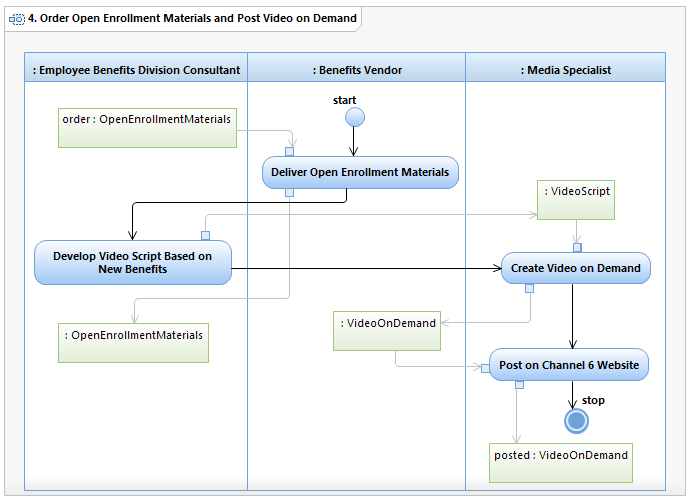 4. Order Open Enrollment Materials and Post Video on Demand
: Employee Benefits Division Consultant
: Benefits Vendor
: Media Specialist
start
order : OpenEnrollmentMaterials
Deliver Open Enrollment Materials
: VideoScript
Develop Video Script Based on
New Benefits
Create Video on Demand
: OpenEnrollmentMaterials
: VideoOnDemand
Post on Channel 6 Website
stop
posted : VideoOnDemand